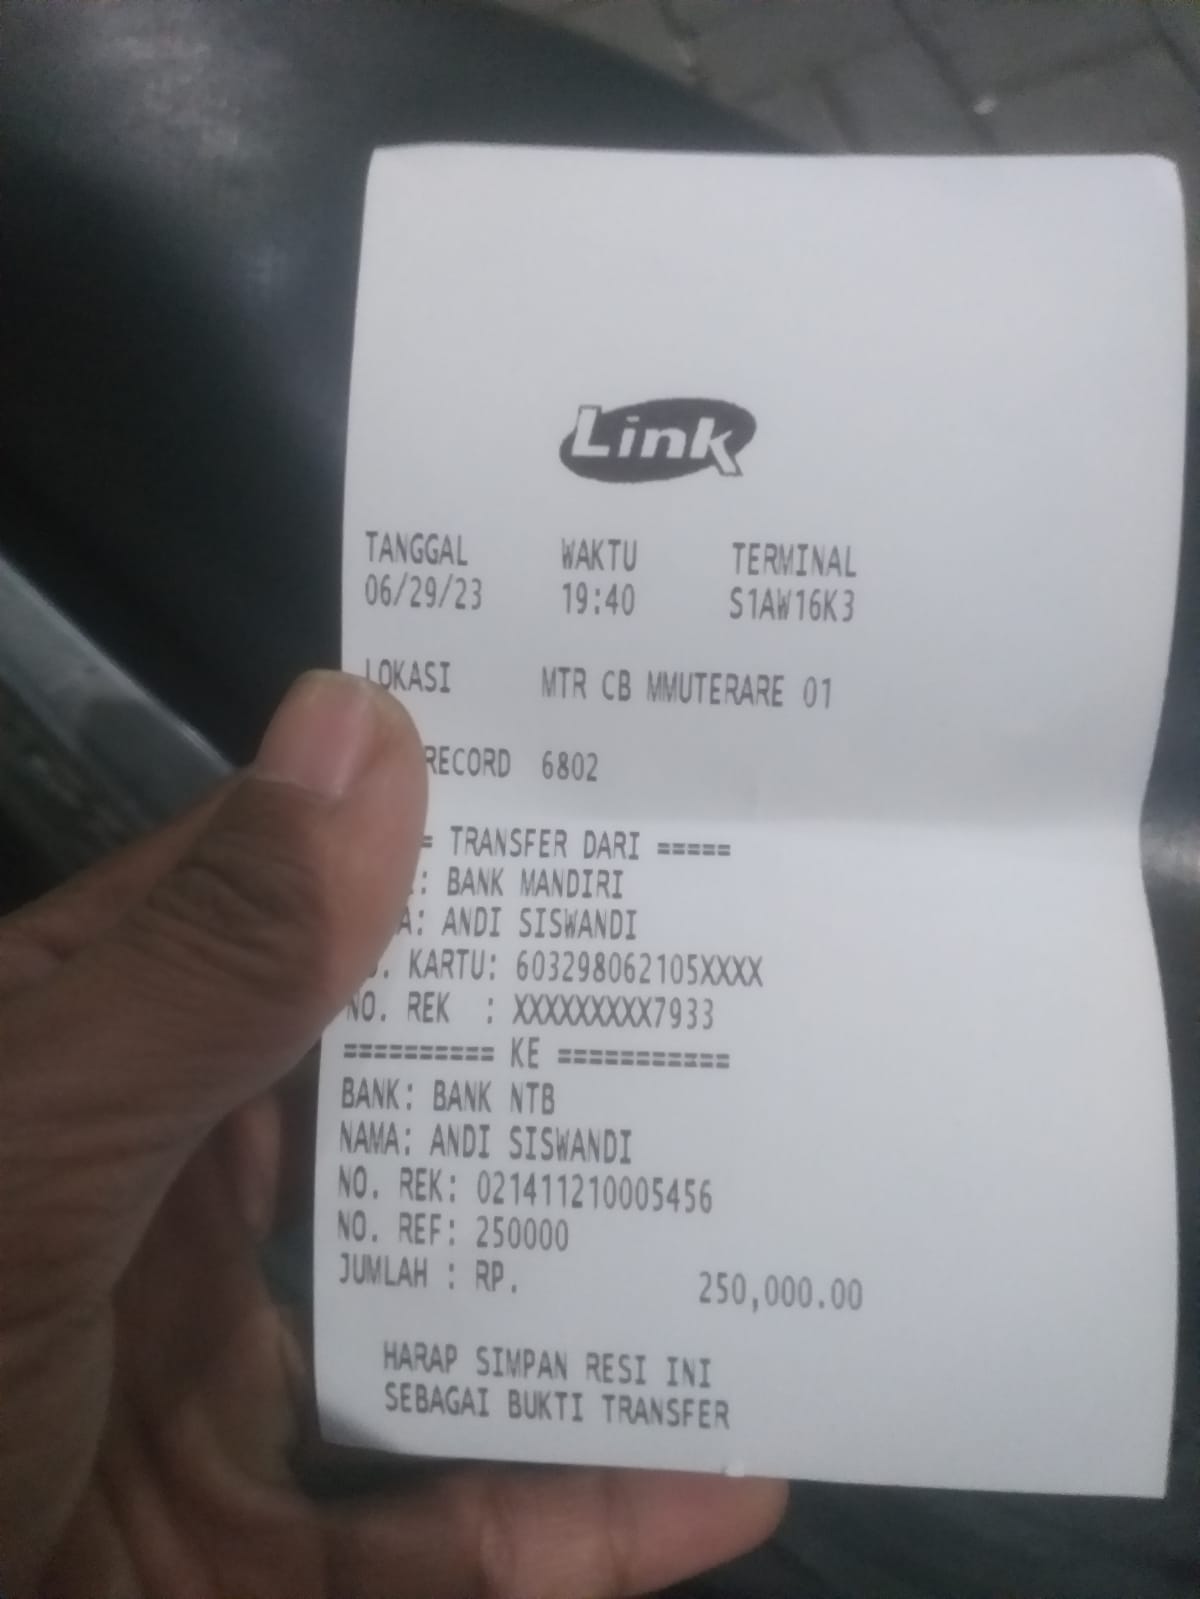 Link
TANGGAL WAKTU TERMINAL
06/29/23 19:40 S1AW16K3
LOKASI MTR CB MMUTERARE 01
RECORD 6802
= TRANSFER DARI =====
: BANK MANDIRI
A: ANDI SISWANDI
. KARTU: 603298062105XXXX
NO. REK : XXXXXXXXX7933
========== KE ===========
BANK: BANK NTB
NAMA: ANDI SISWANDI
NO. REK: 021411210005456
NO. REF: 250000
JUMLAH : RP. 250,000.00
HARAP SIMPAN RESI INI
SEBAGAI BUKTI TRANSFER